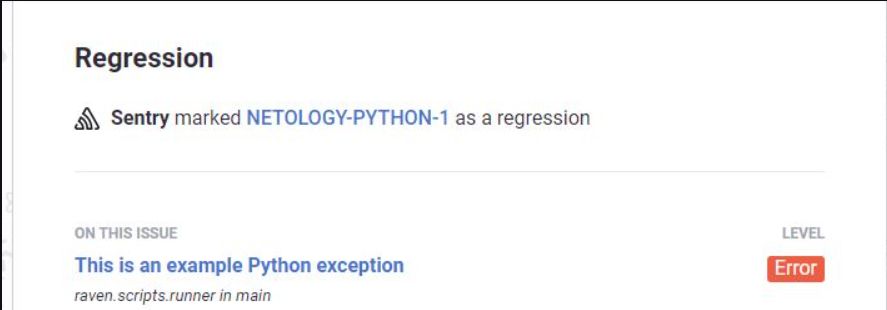 Regression
Sentry marked NETOLOGY-PYTHON-1 as a regression
ON THIS ISSUE
LEVEL
This is an example Python exception
Error
raven.scripts.runner in main